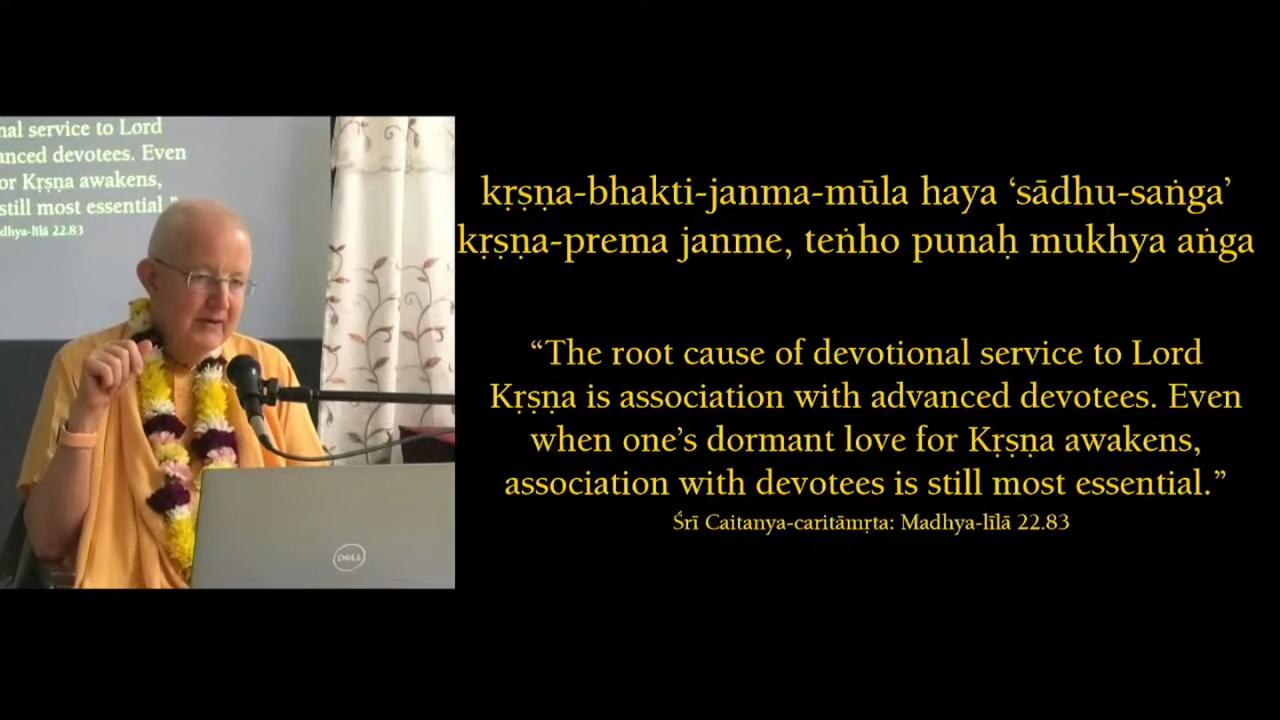 nal service to Lord
anced devotees. Even
or Kṛṣṇa awakens,
still most essential.”
dhya-līlā 22.83
DELL
kṛṣṇa-bhakti-janma-mūla haya ‘sādhu-saṅga’
kṛṣṇa-prema janme, teṅho punaḥ mukhya aṅga
“The root cause of devotional service to Lord
Kṛṣṇa is association with advanced devotees. Even
when one’s dormant love for Kṛṣṇa awakens,
association with devotees is still most essential.”
Śrī Caitanya-caritāmṛta: Madhya-līlā 22.83